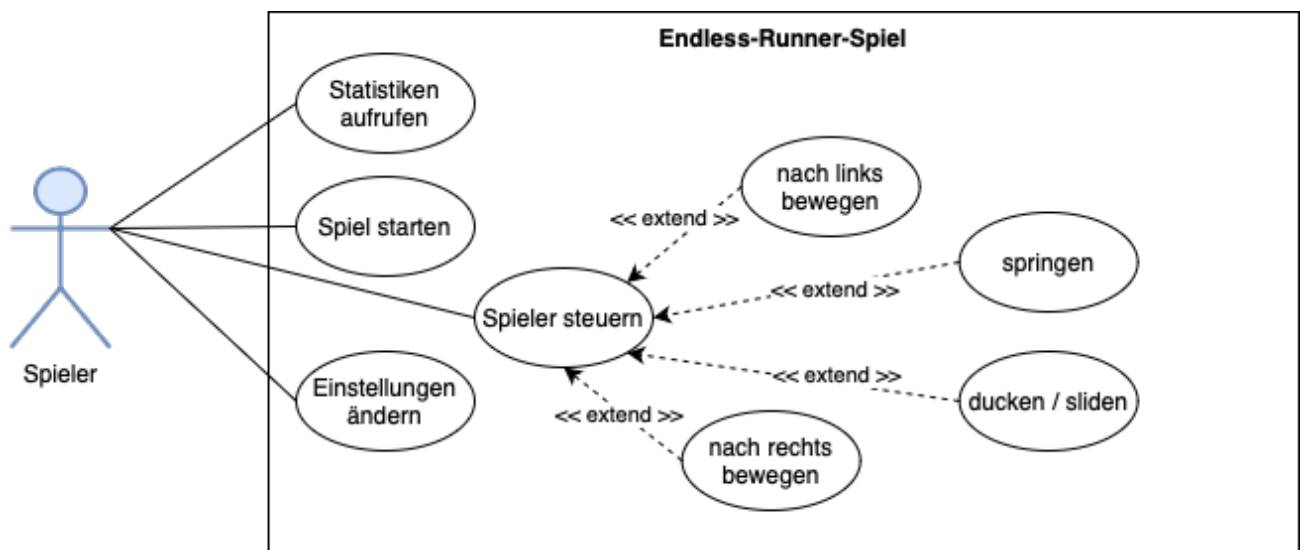 Endless-Runner-Spiel
Statistiken
aufrufen
nach links
bewegen
Spiel starten
<< extend >>
springen
<< extend >>
Spieler steuern
Spieler
Einstellungen
ändern
<< extend >>
ducken / sliden
<< extend >>
nach rechts
bewegen